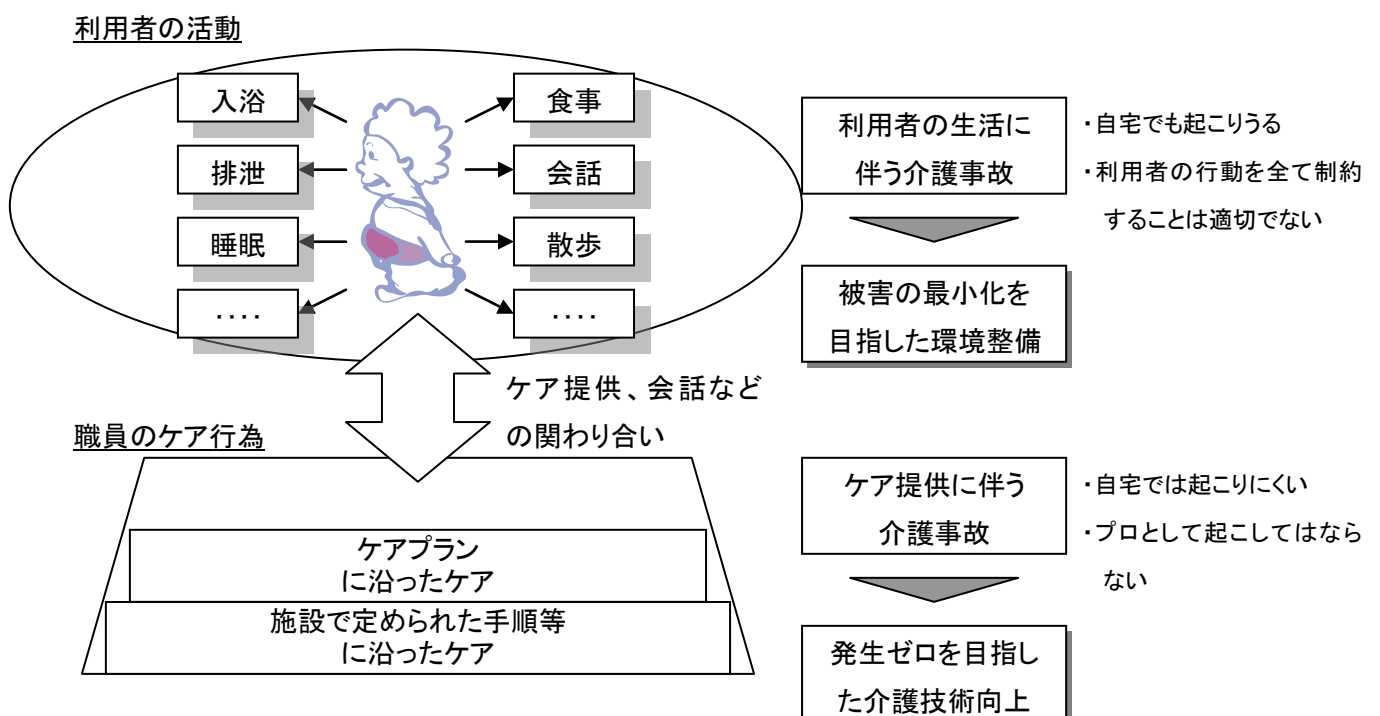 利用者の活動
入浴
排泄
睡眠
‥‥
食事
会話
散歩
‥‥
ケア提供、会話など
の関わり合い
職員のケア行為
ケアプラン
に沿ったケア
施設で定められた手順等
に沿ったケア
利用者の生活に
伴う介護事故
・自宅でも起こりうる
・利用者の行動を全て制約
することは適切でない
被害の最小化を
目指した環境整備
ケア提供に伴う
介護事故
・自宅では起こりにくい
・プロとして起こしてはなら
ない
発生ゼロを目指し
た介護技術向上